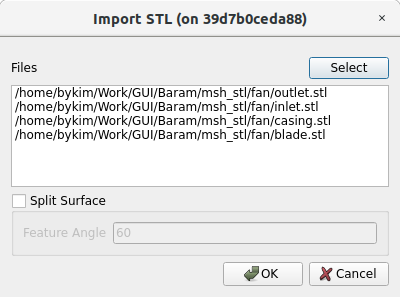 Import STL (on 39d7b0ceda88)
Files
Select
/home/bykim/Work/GUI/Baram/msh_stl/fan/outlet.stl
/home/bykim/Work/GUI/Baram/msh_stl/fan/inlet.stl
/home/bykim/Work/GUI/Baram/msh_stl/fan/casing.stl
/home/bykim/Work/GUI/Baram/msh_stl/fan/blade.stl
Split Surface
Feature Angle 60
OK Cancel